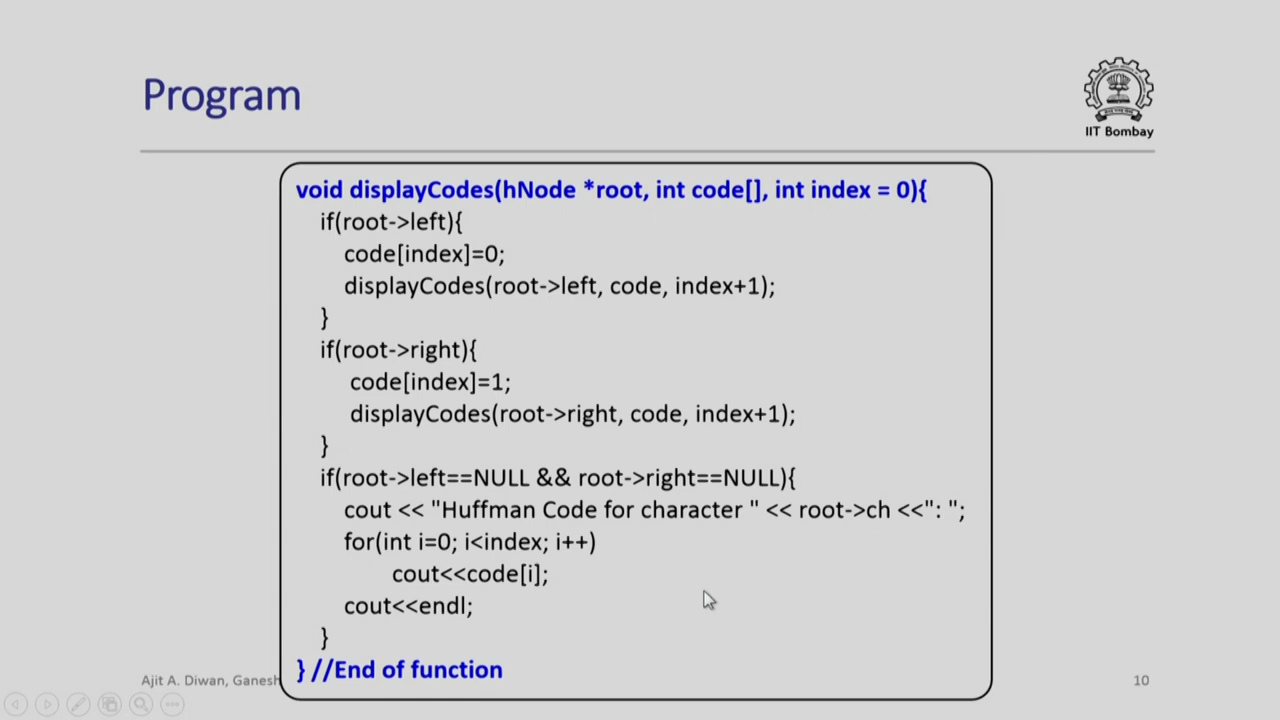 Program
IIT Bombay
void displayCodes(hNode *root, int code[], int index = 0){
if(root->left){
code[index]=0;
displayCodes(root->left, code, index+1);
}
if(root->right){
code[index]=1;
displayCodes(root->right, code, index+1);
}
if(root->left==NULL && root->right==NULL){
cout << "Huffman Code for character " << root->ch <<": ";
for(int i=0; i<index; i++)
cout<<code[i];
cout<<endl;
}
} //End of function
Ajit A. Diwan, Ganesh
10